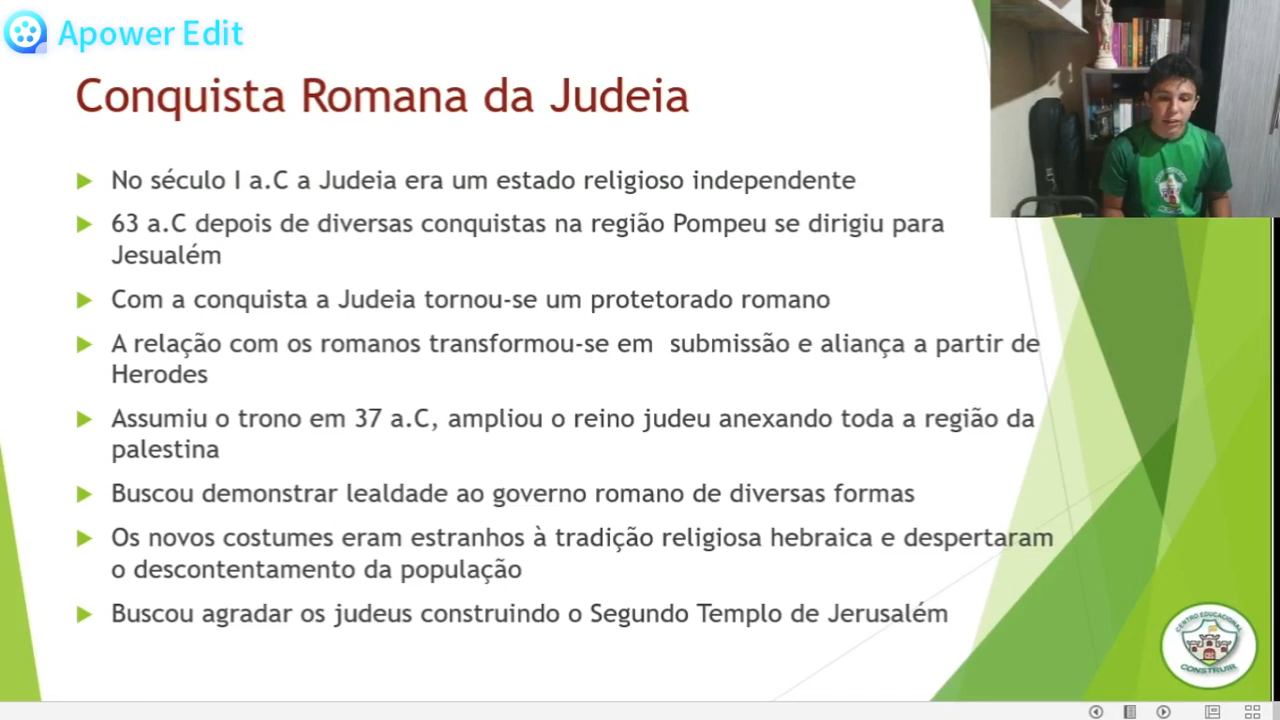 Apower Edit
Conquista Romana da Judeia
No século I a.C a Judeia era um estado religioso independente
63 a.C depois de diversas conquistas na região Pompeu se dirigiu para
Jesualém
Com a conquista a Judeia tornou-se um protetorado romano
A relação com os romanos transformou-se em  submissão e aliança a partir de
Herodes
Assumiu o trono em 37 a.C, ampliou o reino judeu anexando toda a região da
palestina
Buscou demonstrar lealdade ao governo romano de diversas formas
Os novos costumes eram estranhos à tradição religiosa hebraica e despertaram
o descontentamento da população
Buscou agradar os judeus construindo o Segundo Templo de Jerusalém
CENTRO EDUCACIONAL
CEC
CONSTRUIR